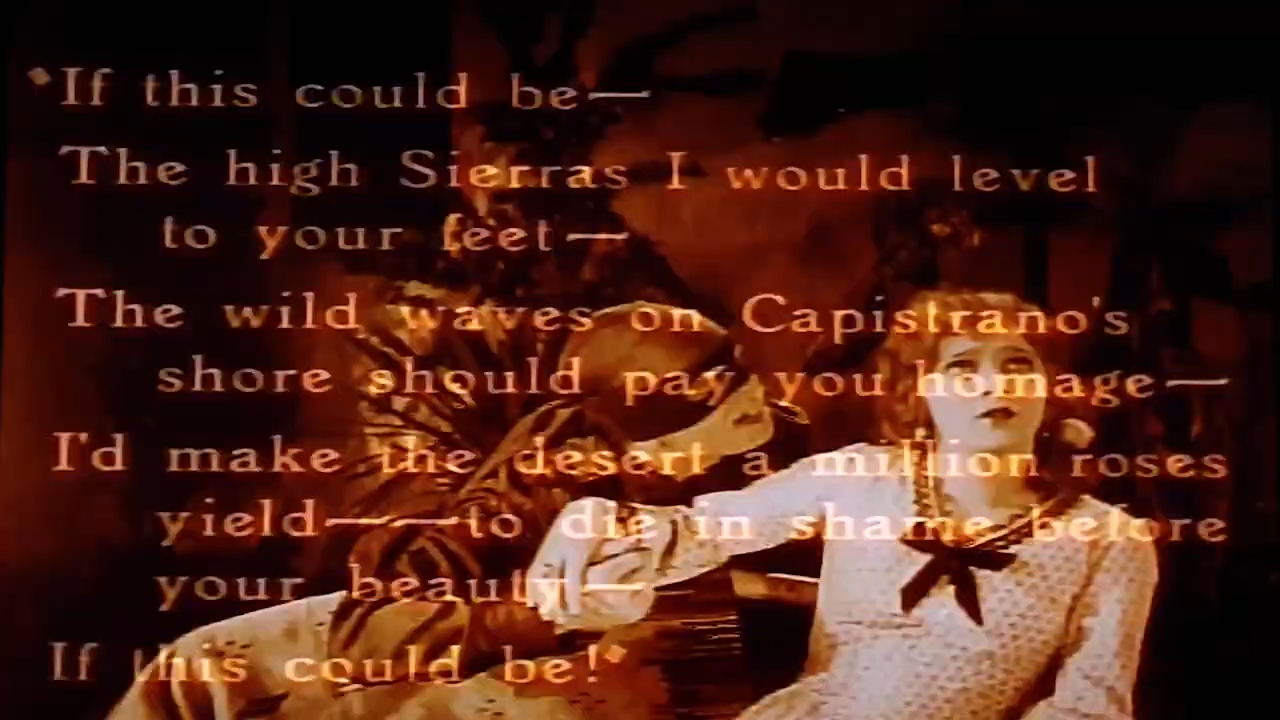 "If this could be—
The high Sierras I would level
to your feet—
The wild waves on Capistrano's
shore should pay you homage—
I'd make the desert a million roses
yield——to die in shame before
your beauty—
If this could be!"